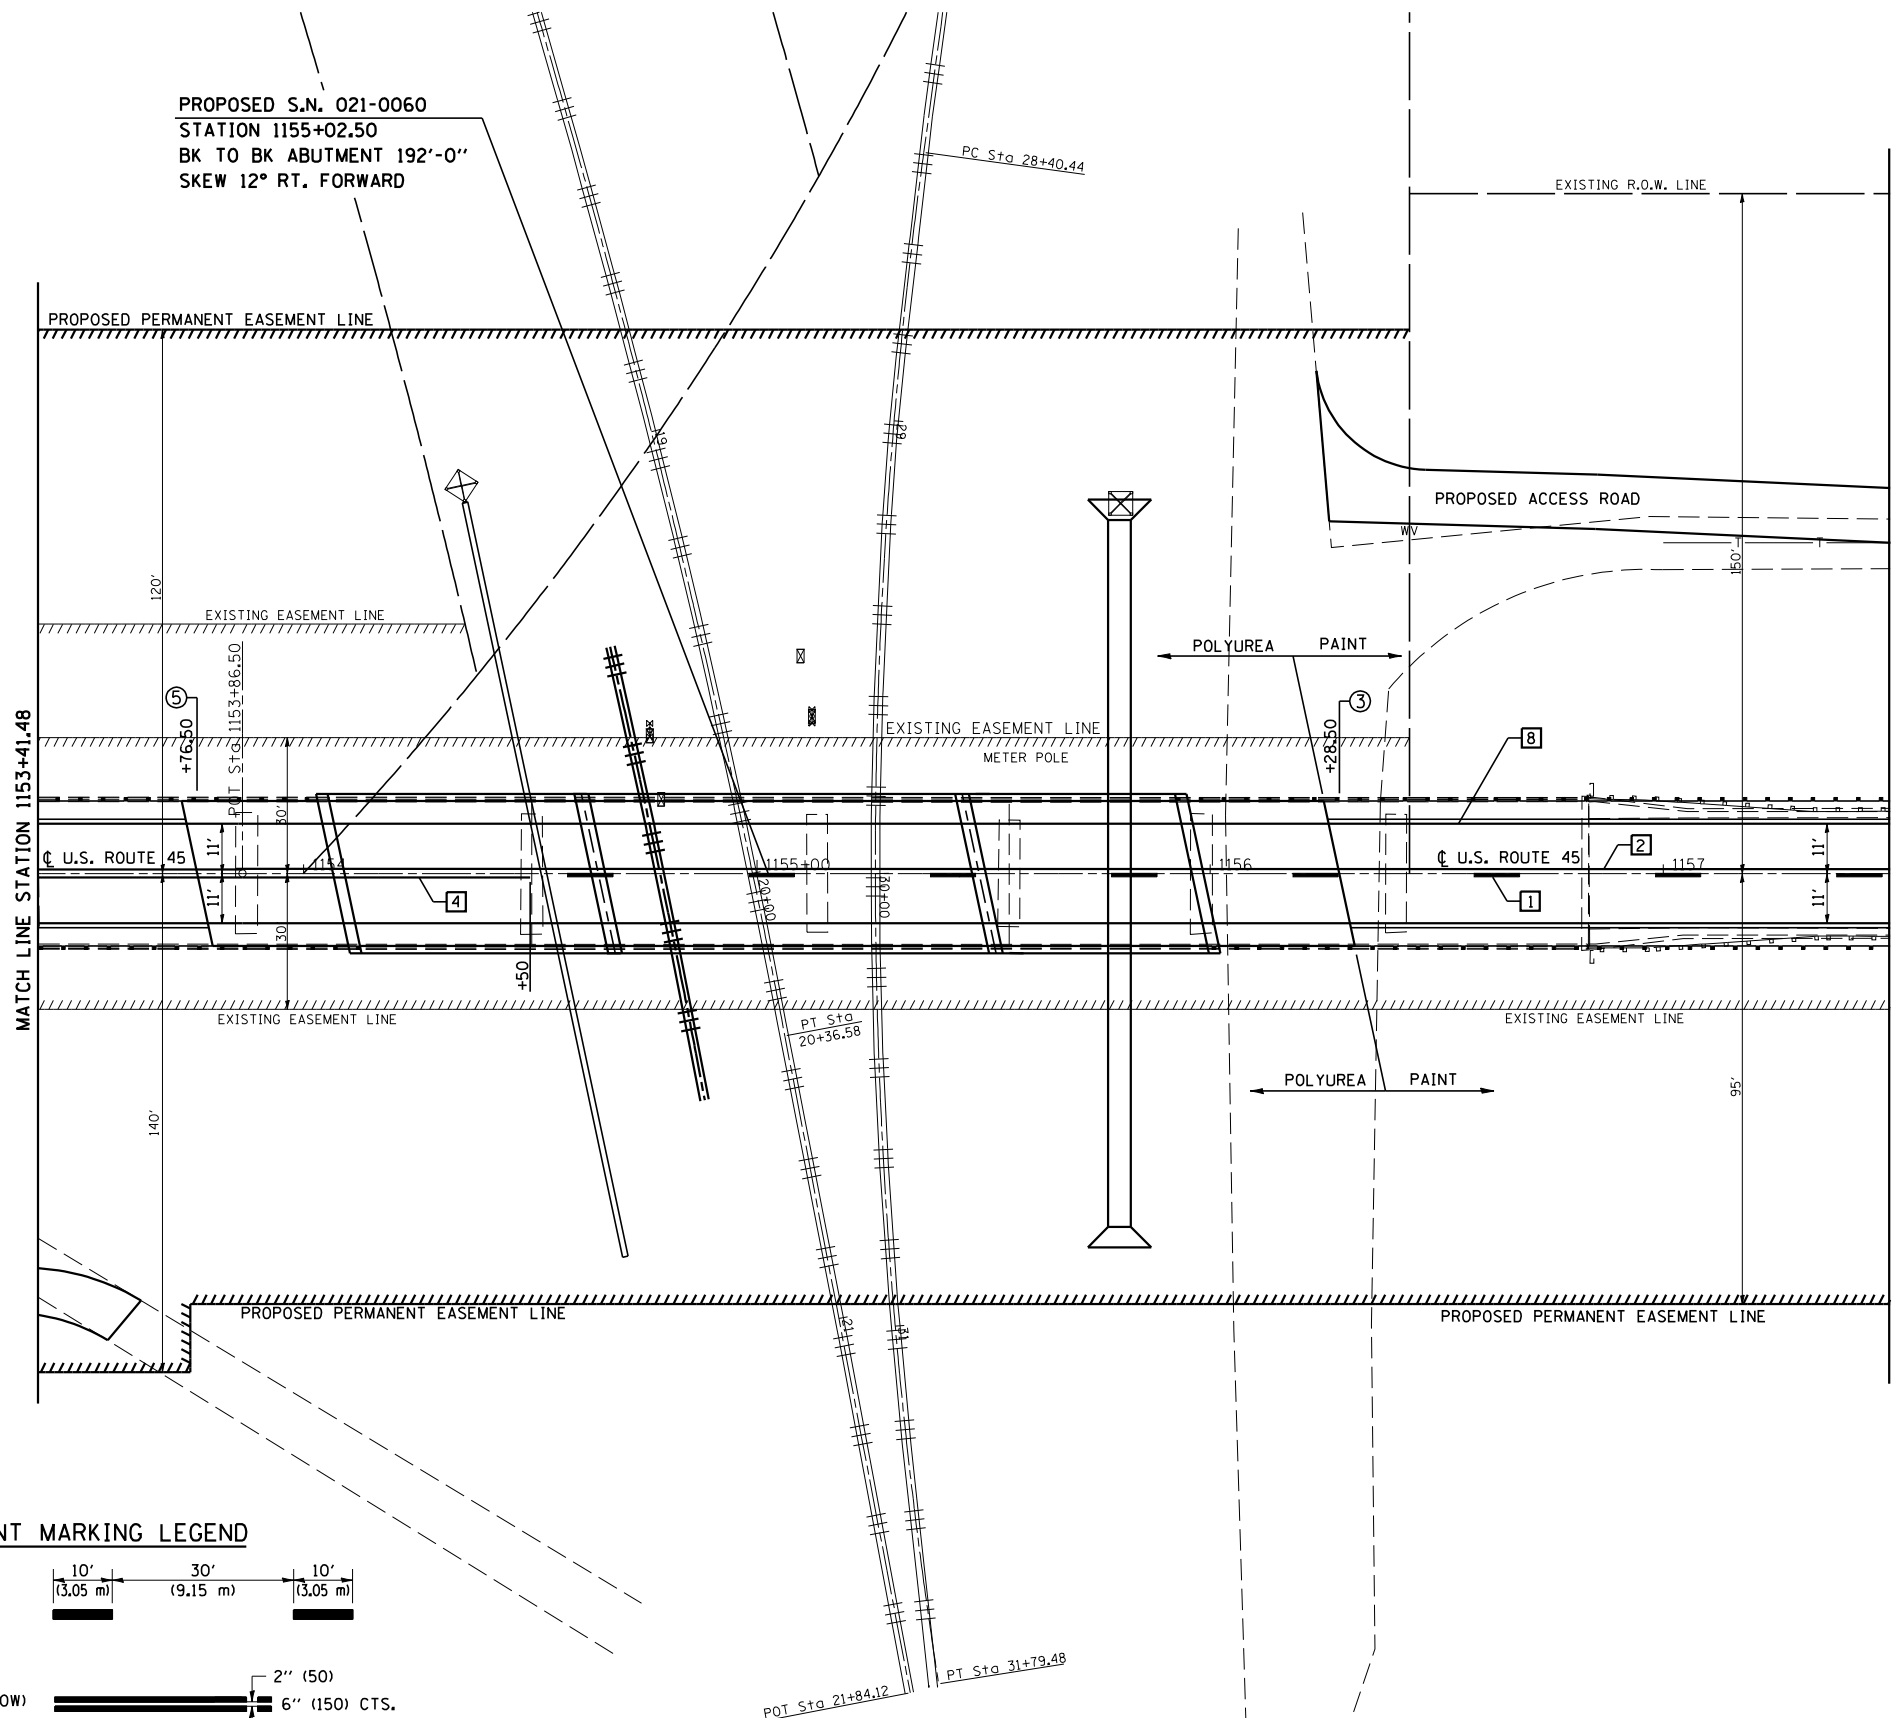 PROPOSED S.N. 021-0060
STATION 1155+02.50
BK TO BK ABUTMENT 192'-0''
SKEW 12° RT. FORWARD
PC Sta 28+40.44
EXISTING R.O.W. LINE
PROPOSED PERMANENT EASEMENT LINE
19
29
PROPOSED ACCESS ROAD
WV
T
T
120'
150'
EXISTING EASEMENT LINE
POLYUREA
PAINT
MATCH LINE STATION 1153+41.48
5
+76.50
POT Sta 1153+86.50
3
+28.50
EXISTING EASEMENT LINE
METER POLE
8
30'
11'
11'
℄ U.S. ROUTE 45
1154
1155+00
1156
℄ U.S. ROUTE 45
2
1157
4
1
11'
11'
30'
20+00
30+00
+50
EXISTING EASEMENT LINE
PT Sta
20+36.58
EXISTING EASEMENT LINE
POLYUREA
PAINT
140'
95'
PROPOSED PERMANENT EASEMENT LINE
PROPOSED PERMANENT EASEMENT LINE
21
31
NT MARKING LEGEND
10'
30'
10'
(3.05 m)
(9.15 m)
(3.05 m)
OW)
2'' (50)
6'' (150) CTS.
POT Sta 21+84.12
PT Sta 31+79.48